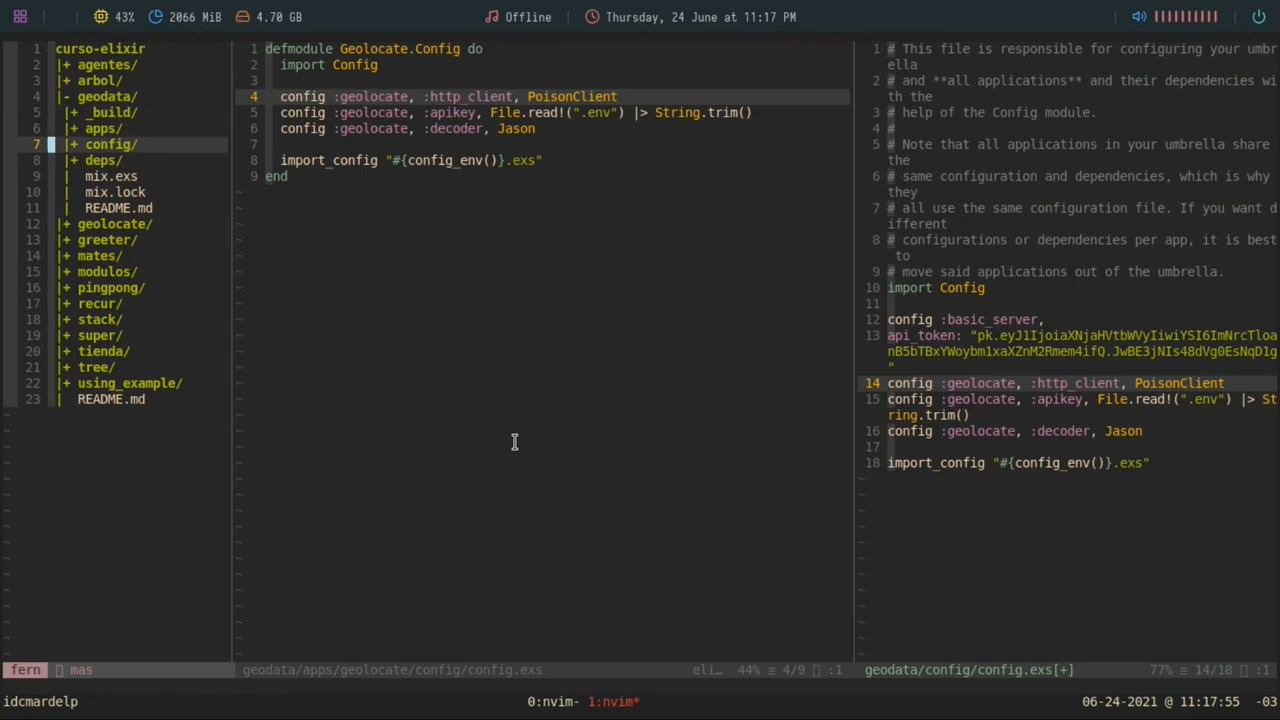 43% 2066 MiB 4.70 GB Offline Thursday, 24 June at 11:17 PM
1 curso-elixir
2 |+ agentes/
3 |+ arbol/
4 |- geodata/
5 |+ _build/
6 |+ apps/
7 |+ config/
8 |+ deps/
9 | mix.exs
10 | mix.lock
11 | README.md
12 |+ geolocate/
13 |+ greeter/
14 |+ mates/
15 |+ modulos/
16 |+ pingpong/
17 |+ recur/
18 |+ stack/
19 |+ super/
20 |+ tienda/
21 |+ tree/
22 |+ using_example/
23 | README.md
1 defmodule Geolocate.Config do
2 import Config
3
4 config :geolocate, :http_client, PoisonClient
5 config :geolocate, :apikey, File.read!(".env") |> String.trim()
6 config :geolocate, :decoder, Jason
7
8 import_config "#{config_env()}.exs"
9 end
1 # This file is responsible for configuring your umbr
ella
2 # and **all applications** and their dependencies wi
th the
3 # help of the Config module.
4 #
5 # Note that all applications in your umbrella share
the
6 # same configuration and dependencies, which is why
they
7 # all use the same configuration file. If you want d
ifferent
8 # configurations or dependencies per app, it is best
to
9 # move said applications out of the umbrella.
10 import Config
11
12 config :basic_server,
13 api_token: "pk.eyJ1IjoiaXNjaHVtbWVyIiwiYSI6ImNrcTloa
nB5bTBxYWoybm1xaXZnM2Rmem4ifQ.JwBE3jNIs48dVg0EsNqD1g
"
14 config :geolocate, :http_client, PoisonClient
15 config :geolocate, :apikey, File.read!(".env") |> St
ring.trim()
16 config :geolocate, :decoder, Jason
17
18 import_config "#{config_env()}.exs"
fern mas geodata/apps/geolocate/config/config.exs eli… 44% ≡ 4/9 :1 geodata/config/config.exs[+] 77% ≡ 14/18 :1
idcmardelp 0:nvim- 1:nvim* 06-24-2021 @ 11:17:55 -03